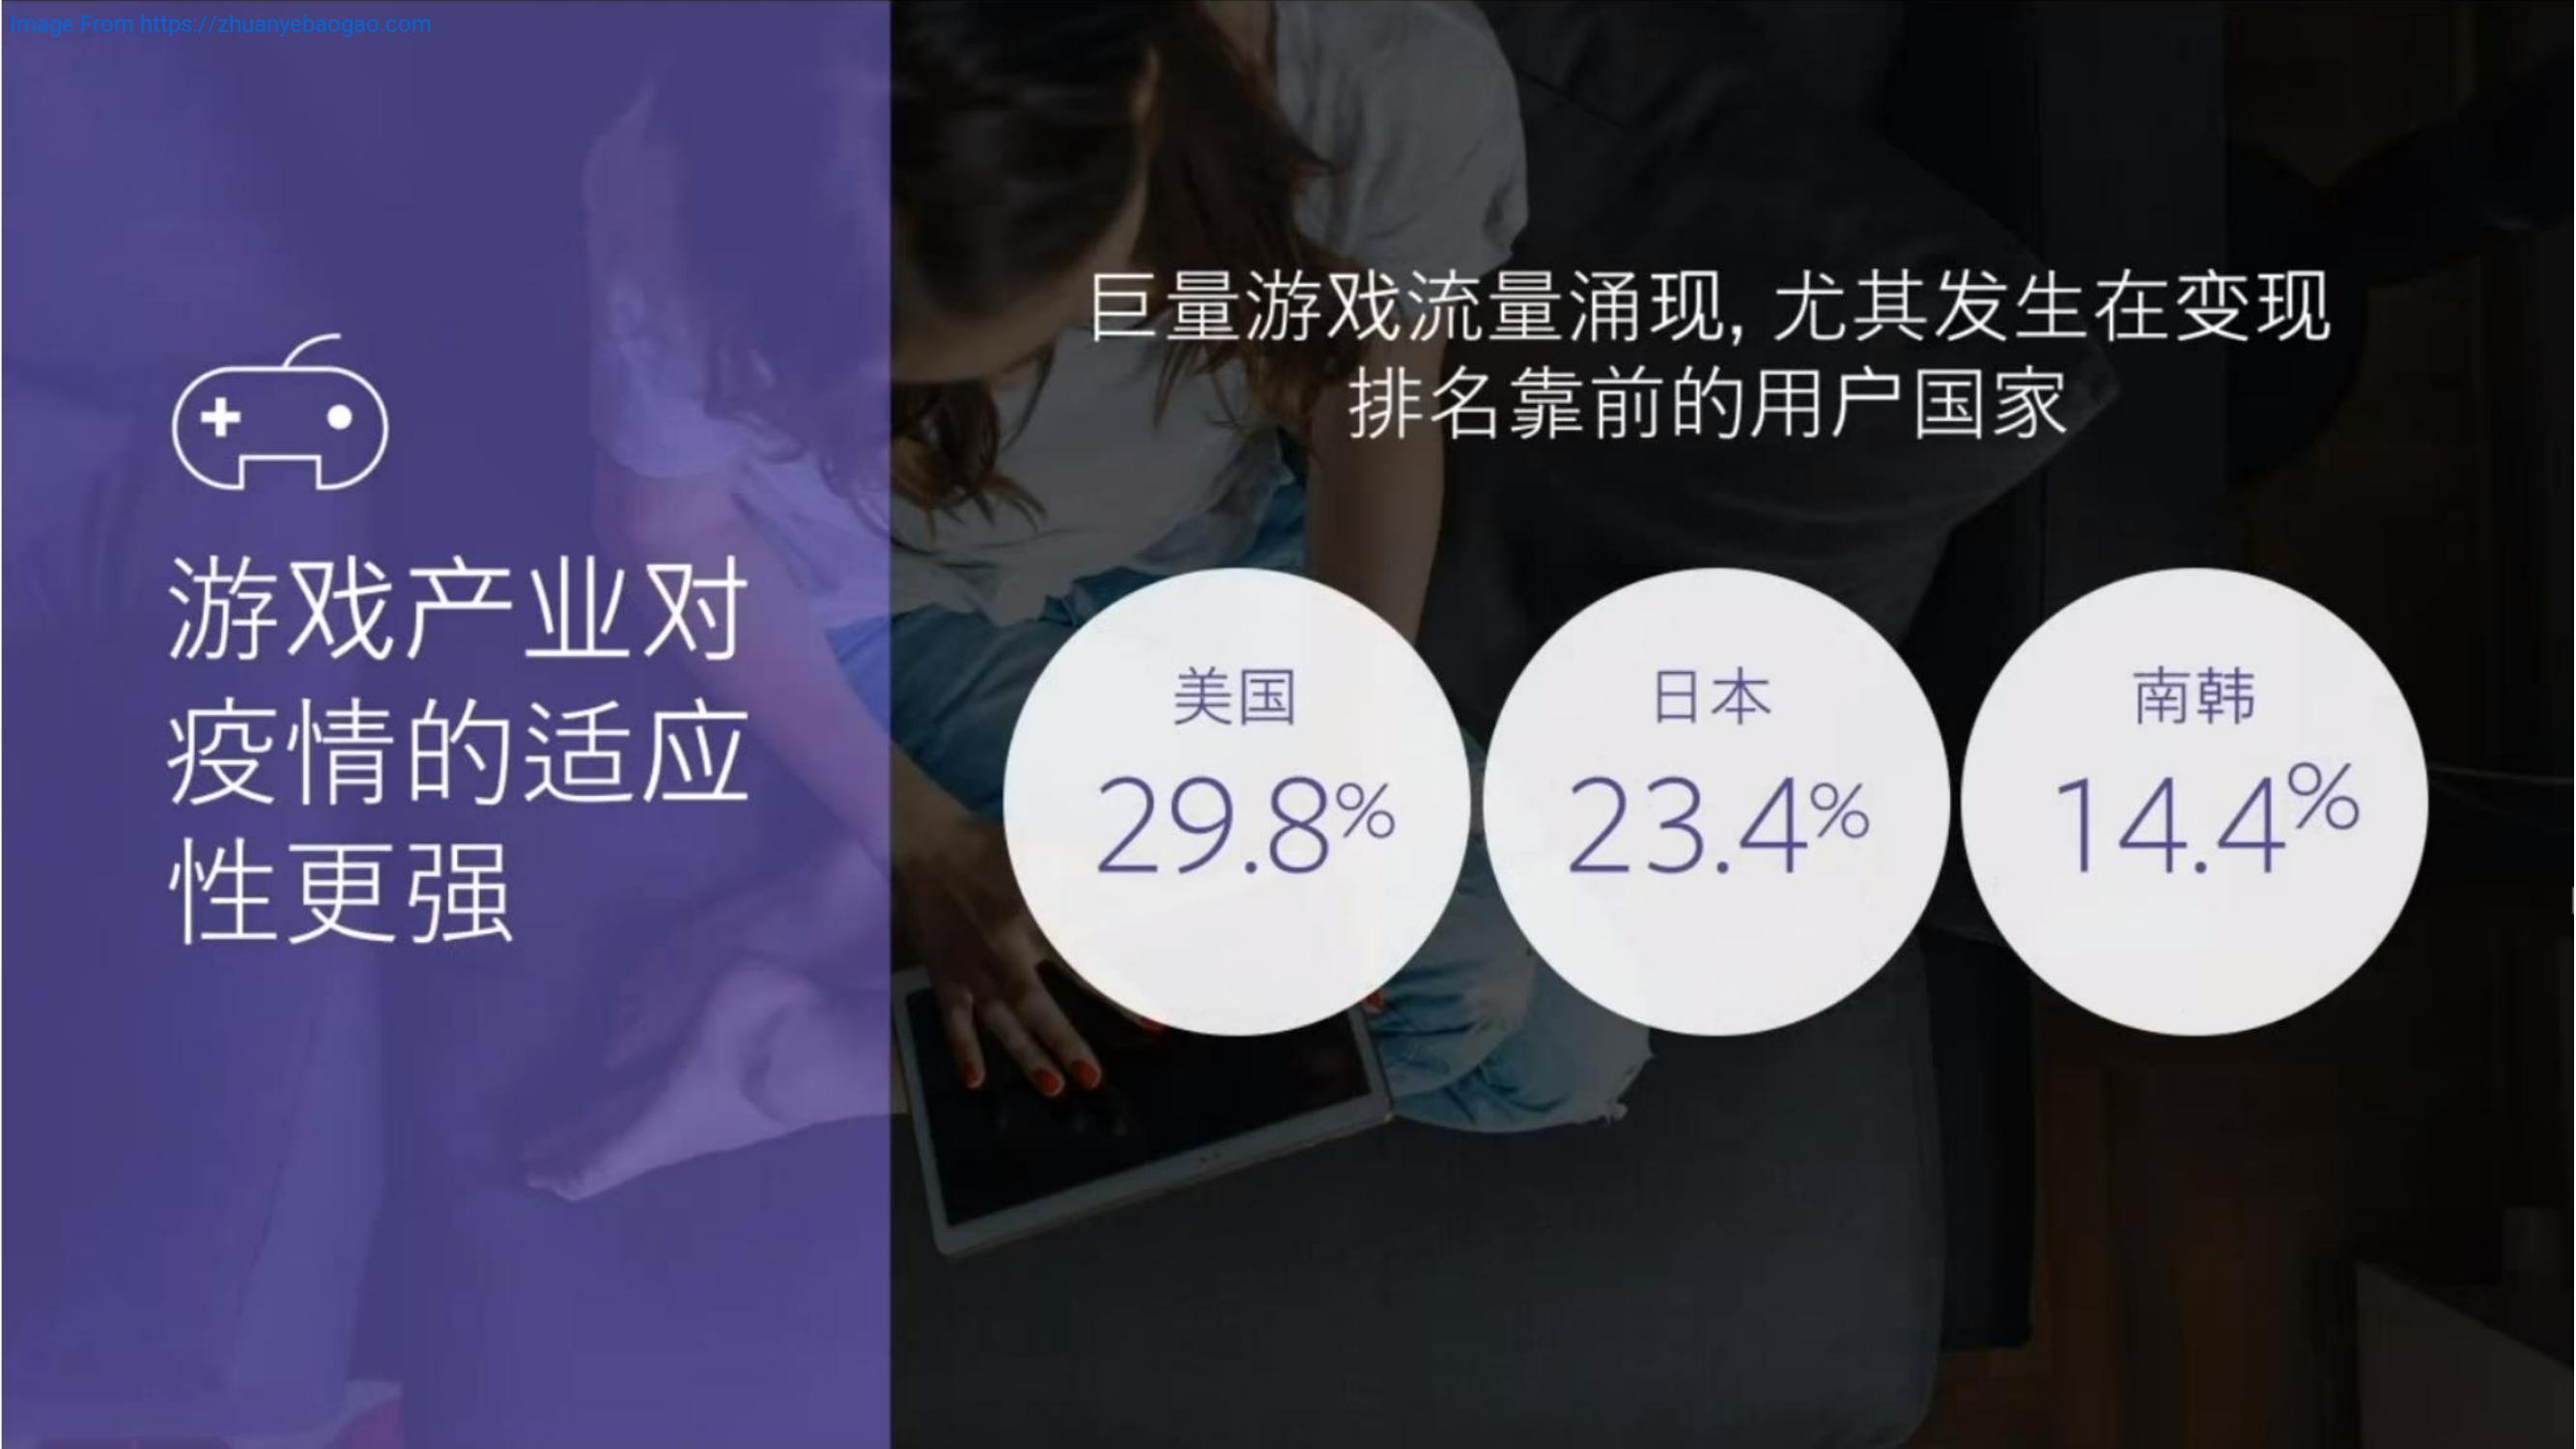 Image From https://zhuanyebaogao.com
游戏产业对
疫情的适应
性更强
巨量游戏流量涌现, 尤其发生在变现
排名靠前的用户国家
美国
29.8%
日本
23.4%
南韩
14.4%